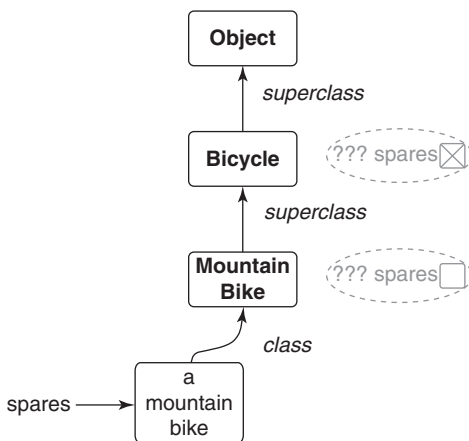 Object
superclass
Bicycle
??? spares
superclass
Mountain
Bike
??? spares
class
a
mountain
bike
spares